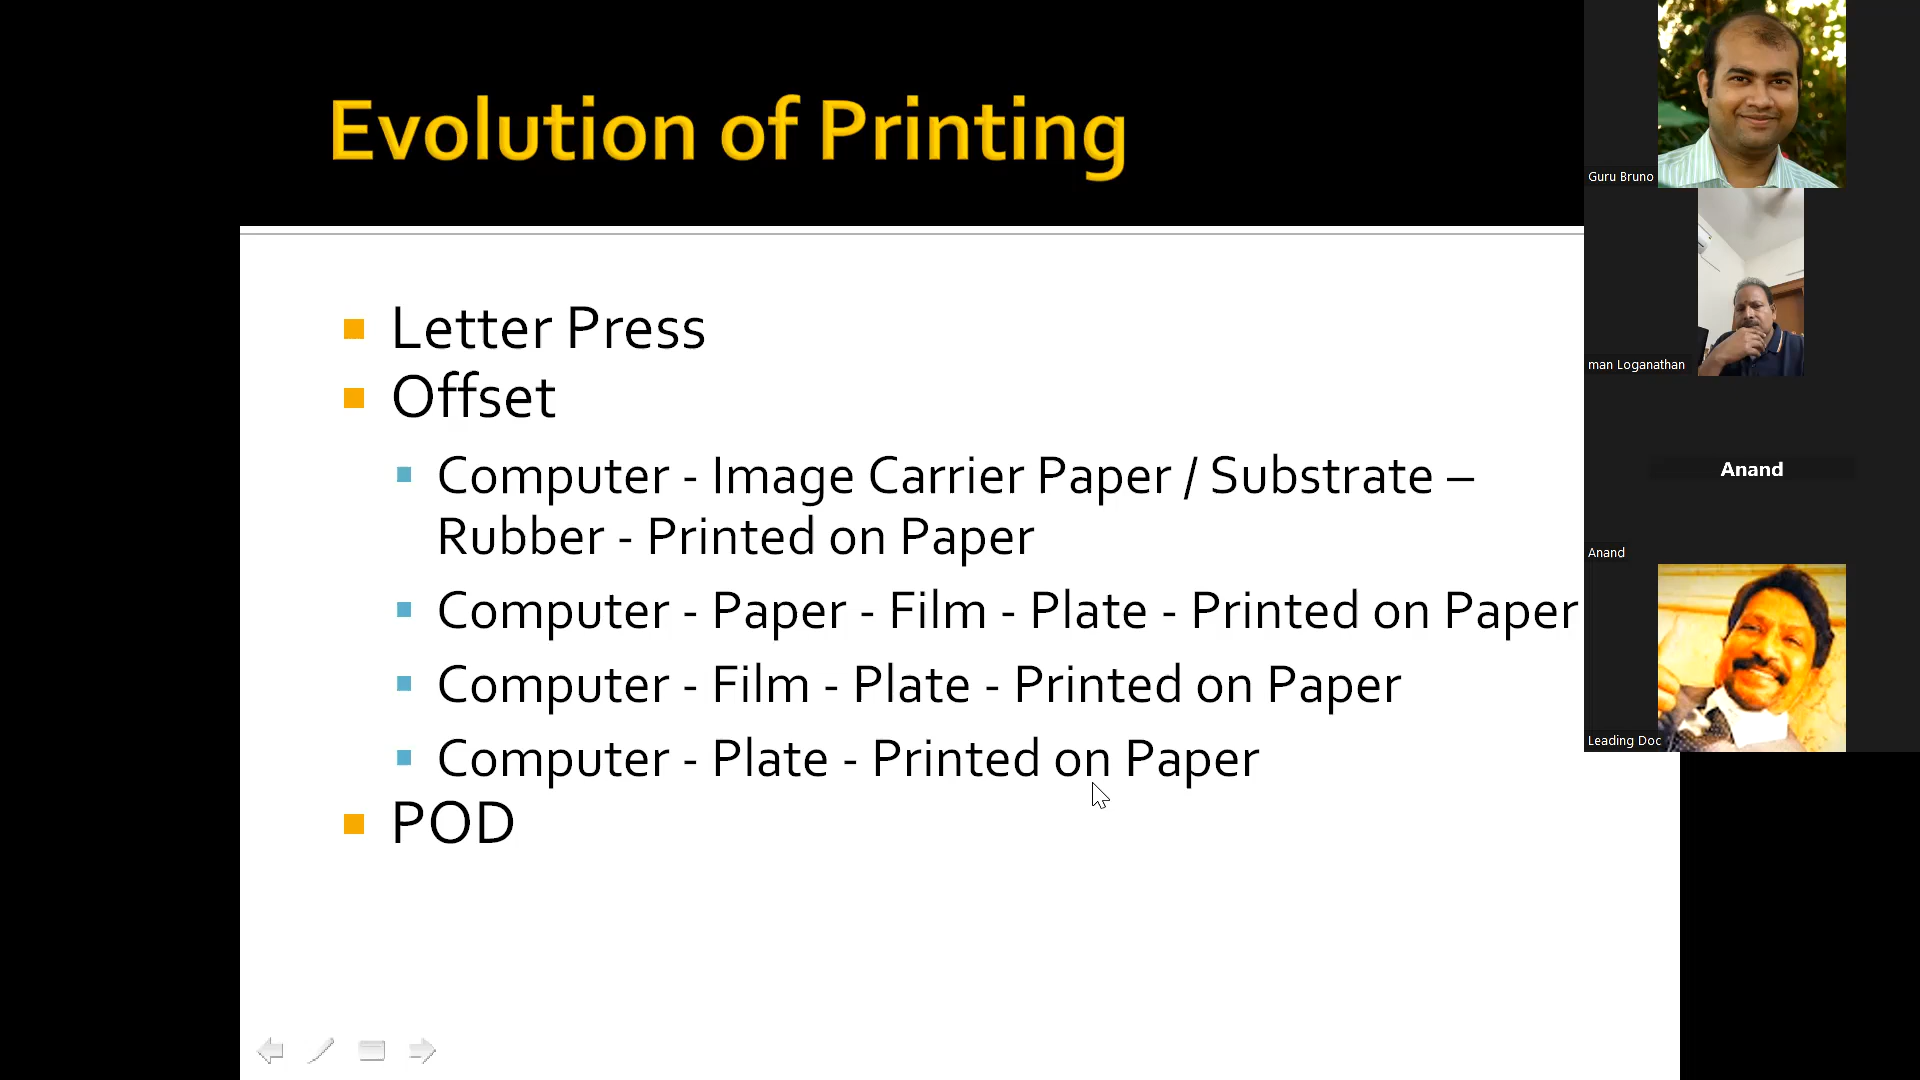 Evolution of Printing
Letter Press
Offset
Computer - Image Carrier Paper / Substrate –
Rubber - Printed on Paper
Computer - Paper - Film - Plate - Printed on Paper
Computer - Film - Plate - Printed on Paper
Computer - Plate - Printed on Paper
POD
Guru Bruno
man Loganathan
Anand
Anand
Leading Doc